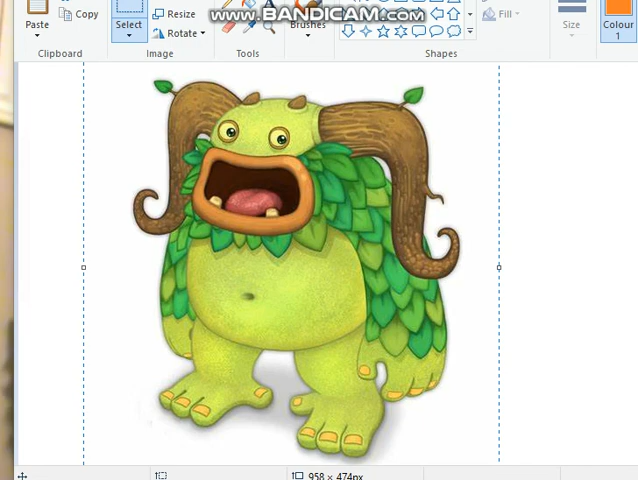 www.BANDICAM.com
Copy
Resize
Rotate
Paste
Select
Brushes
Fill
Size
Colour
1
Clipboard
Image
Tools
Shapes
958 × 474px